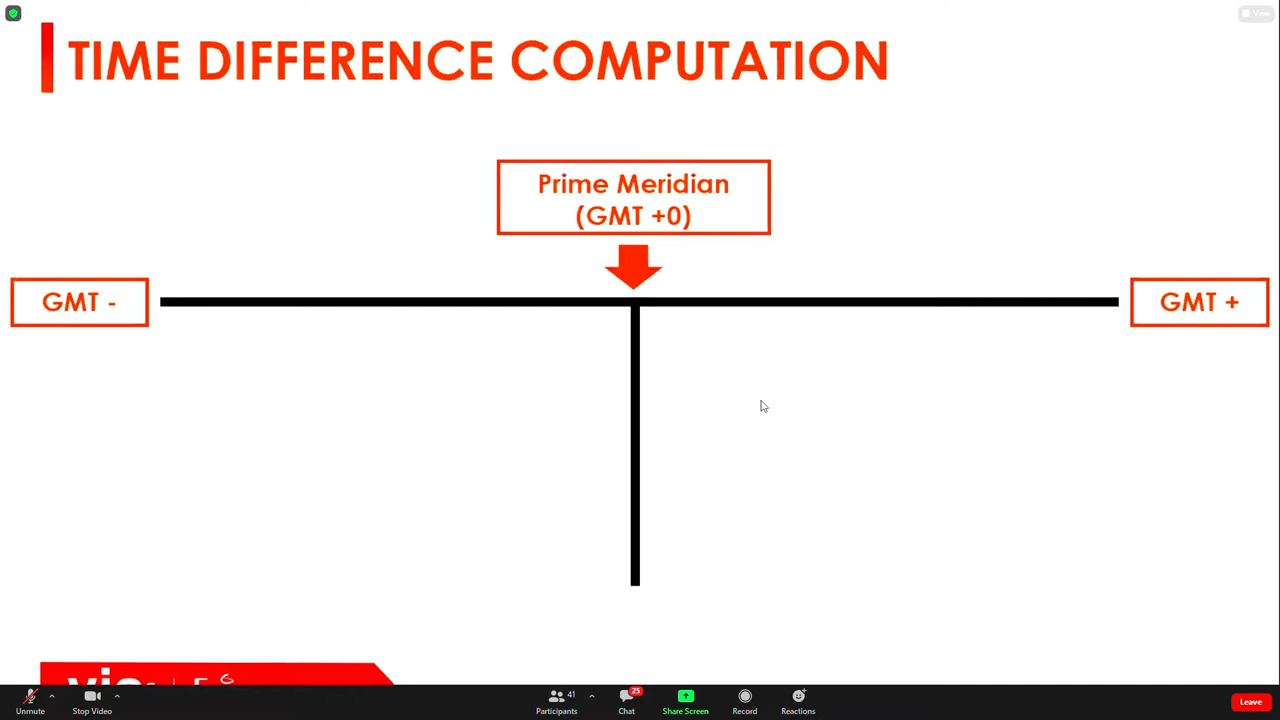 View
TIME DIFFERENCE COMPUTATION
Prime Meridian
(GMT +0)
GMT -
GMT +
41
25
Unmute
Stop Video
Participants
Chat
Share Screen
Record
Reactions
Leave